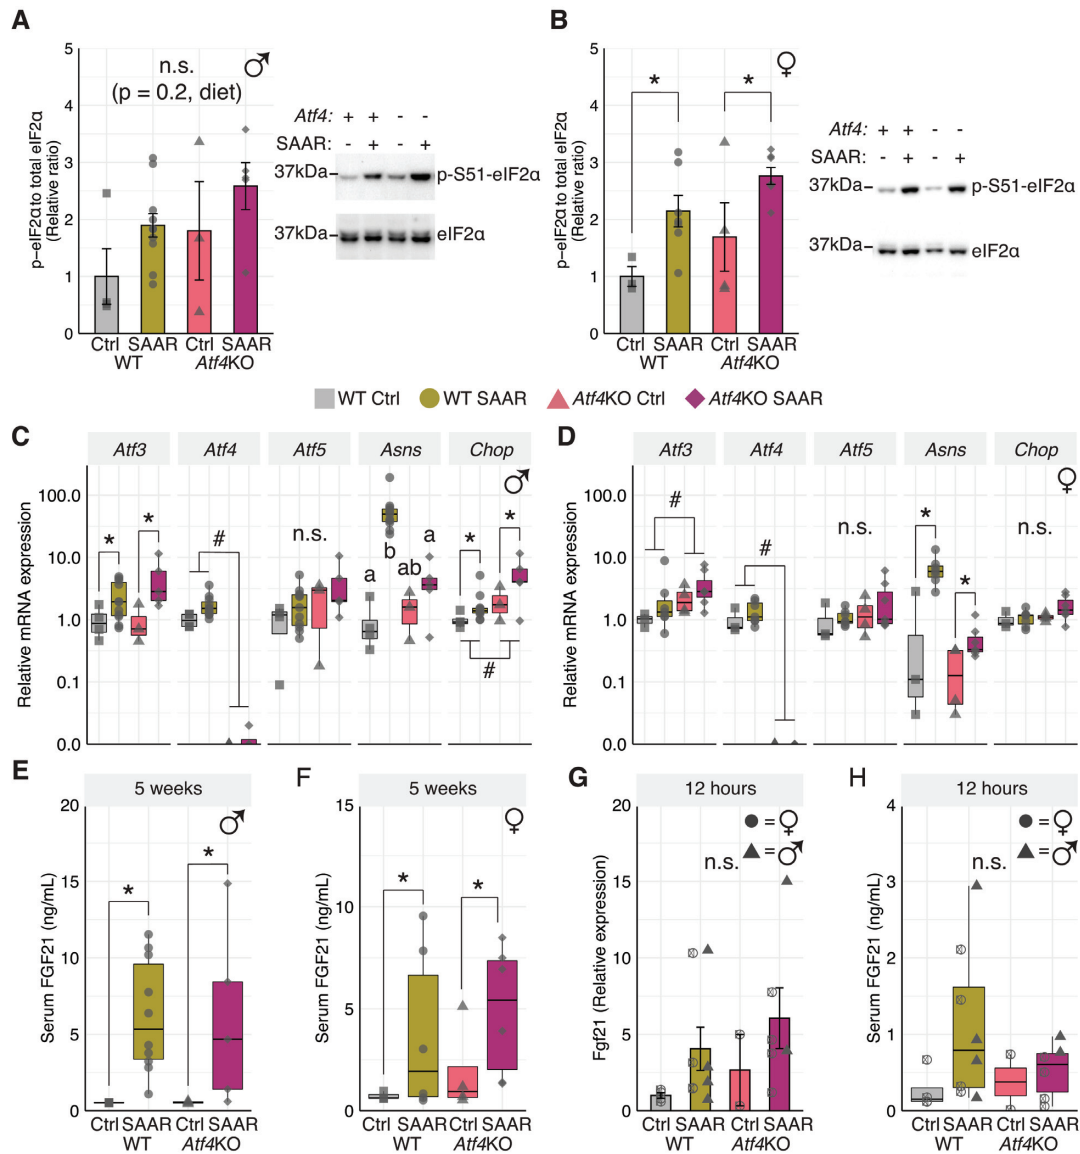 A
5
4
3
2
1
0
p–eIF2α to total eIF2α
(Relative ratio)
n.s.
(p = 0.2, diet)
♂
Ctrl SAAR Ctrl SAAR
WT Atf4KO
Atf4: + + - -
SAAR: - + - +
37kDa
p-S51-eIF2α
37kDa
eIF2α
B
5
4
3
2
1
0
p–eIF2α to total eIF2α
(Relative ratio)
* *
♀
Ctrl SAAR Ctrl SAAR
WT Atf4KO
Atf4: + + - -
SAAR: - + - +
37kDa
p-S51-eIF2α
37kDa
eIF2α
WT Ctrl WT SAAR Atf4KO Ctrl Atf4KO SAAR
C
Atf3 Atf4 Atf5 Asns Chop
♂
Relative mRNA expression
100.0
10.0
1.0
0.1
0.0
* * # n.s. a b ab a * * #
D
Atf3 Atf4 Atf5 Asns Chop
♀
Relative mRNA expression
100.0
10.0
1.0
0.1
0.0
# # n.s. * * n.s.
E
5 weeks
♂
Serum FGF21 (ng/mL)
20
15
10
5
0
* *
Ctrl SAAR Ctrl SAAR
WT Atf4KO
F
5 weeks
♀
Serum FGF21 (ng/mL)
15
10
5
0
* *
Ctrl SAAR Ctrl SAAR
WT Atf4KO
G
12 hours
= ♀
= ♂
n.s.
Fgf21 (Relative expression)
20
15
10
5
0
Ctrl SAAR Ctrl SAAR
WT Atf4KO
H
12 hours
= ♀
= ♂
n.s.
Serum FGF21 (ng/mL)
4
3
2
1
0
Ctrl SAAR Ctrl SAAR
WT Atf4KO